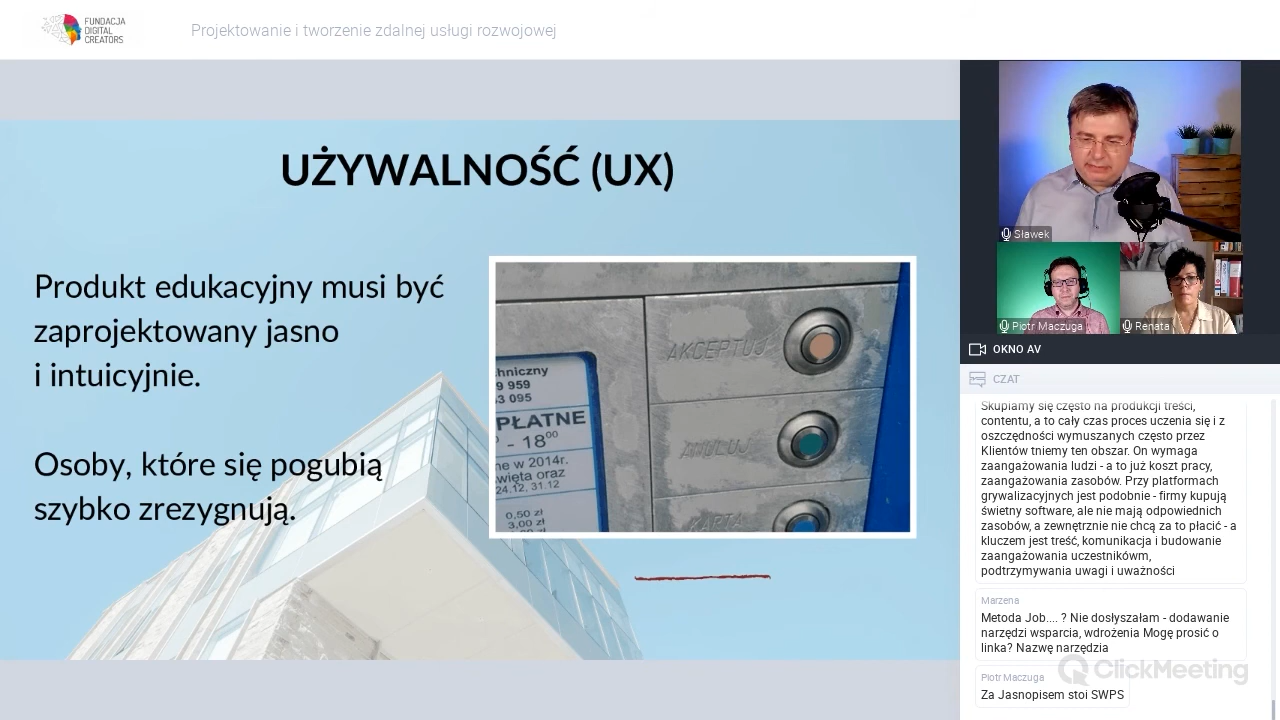 FUNDACJA
DIGITAL
CREATORS
Projektowanie i tworzenie zdalnej usługi rozwojowej
UŻYWALNOŚĆ (UX)
Produkt edukacyjny musi być
zaprojektowany jasno
i intuicyjnie.
Osoby, które się pogubią
szybko zrezygnują.
AKCEPTUJ
ANULUJ
KARTA
hniczny
9 959
3 095
PŁATNE
- 18⁰⁰
ne w 2014r.
święta oraz
24.12, 31.12
0,50 zł
3,00 zł
Sławek
Piotr Maczuga
Renata
OKNO AV
CZAT
Skupiamy się często na produkcji treści,
contentu, a to cały czas proces uczenia się i z
oszczędności wymuszanych często przez
Klientów tniemy ten obszar. On wymaga
zaangażowania ludzi - a to już koszt pracy,
zaangażowania zasobów. Przy platformach
grywalizacyjnych jest podobnie - firmy kupują
świetny software, ale nie mają odpowiednich
zasobów, a zewnętrznie nie chcą za to płacić- a
kluczem jest treść, komunikacja i budowanie
zaangażowania uczestnikówm,
podtrzymywania uwagi i uważności
Marzena
Metoda Job.... ? Nie dosłyszałam - dodawanie
narzędzi wsparcia, wdrożenia Mogę prosić o
linka? Nazwę narzędzia
ClickMeeting
Piotr Maczuga
Za Jasnopisem stoi SWPS